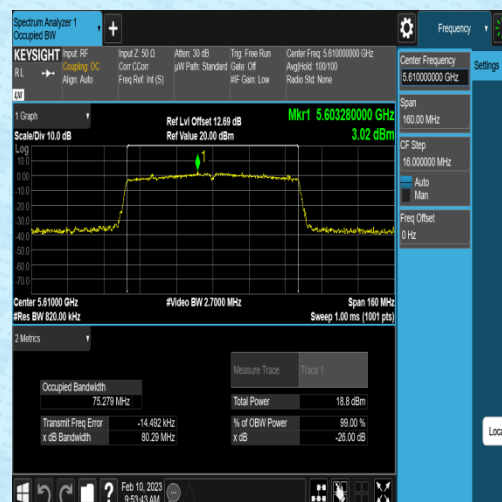 Spectrum Analyzer 1
Occupied BW
Frequency
KEYSIGHT
R L
Input: RF
Coupling: DC
Align: Auto
Input Z: 50 Ω
Corr CCorr
Freq Ref: Int (S)
Atten: 30 dB
µW Path: Standard
Trig: Free Run
Gate: Off
#IF Gain: Low
Center Freq: 5.610000000 GHz
Avg|Hold: 100/100
Radio Std: None
Center Frequency
5.610000000 GHz
Settings
Span
160.00 MHz
CF Step
16.000000 MHz
Auto
Man
Freq Offset
0 Hz
1 Graph
Scale/Div 10.0 dB
Ref Lvl Offset 12.69 dB
Ref Value 20.00 dBm
Mkr1 5.603280000 GHz
3.02 dBm
Log
10.0
0.00
-10.0
-20.0
-30.0
-40.0
-50.0
-60.0
-70.0
1
Center 5.61000 GHz
#Res BW 820.00 kHz
#Video BW 2.7000 MHz
Span 160 MHz
Sweep 1.00 ms (1001 pts)
2 Metrics
Measure Trace
Trace 1
Occupied Bandwidth
75.279 MHz
Total Power
18.8 dBm
Transmit Freq Error
-14.492 kHz
% of OBW Power
99.00 %
x dB Bandwidth
80.29 MHz
x dB
-26.00 dB
Feb 10, 2023
9:53:43 AM